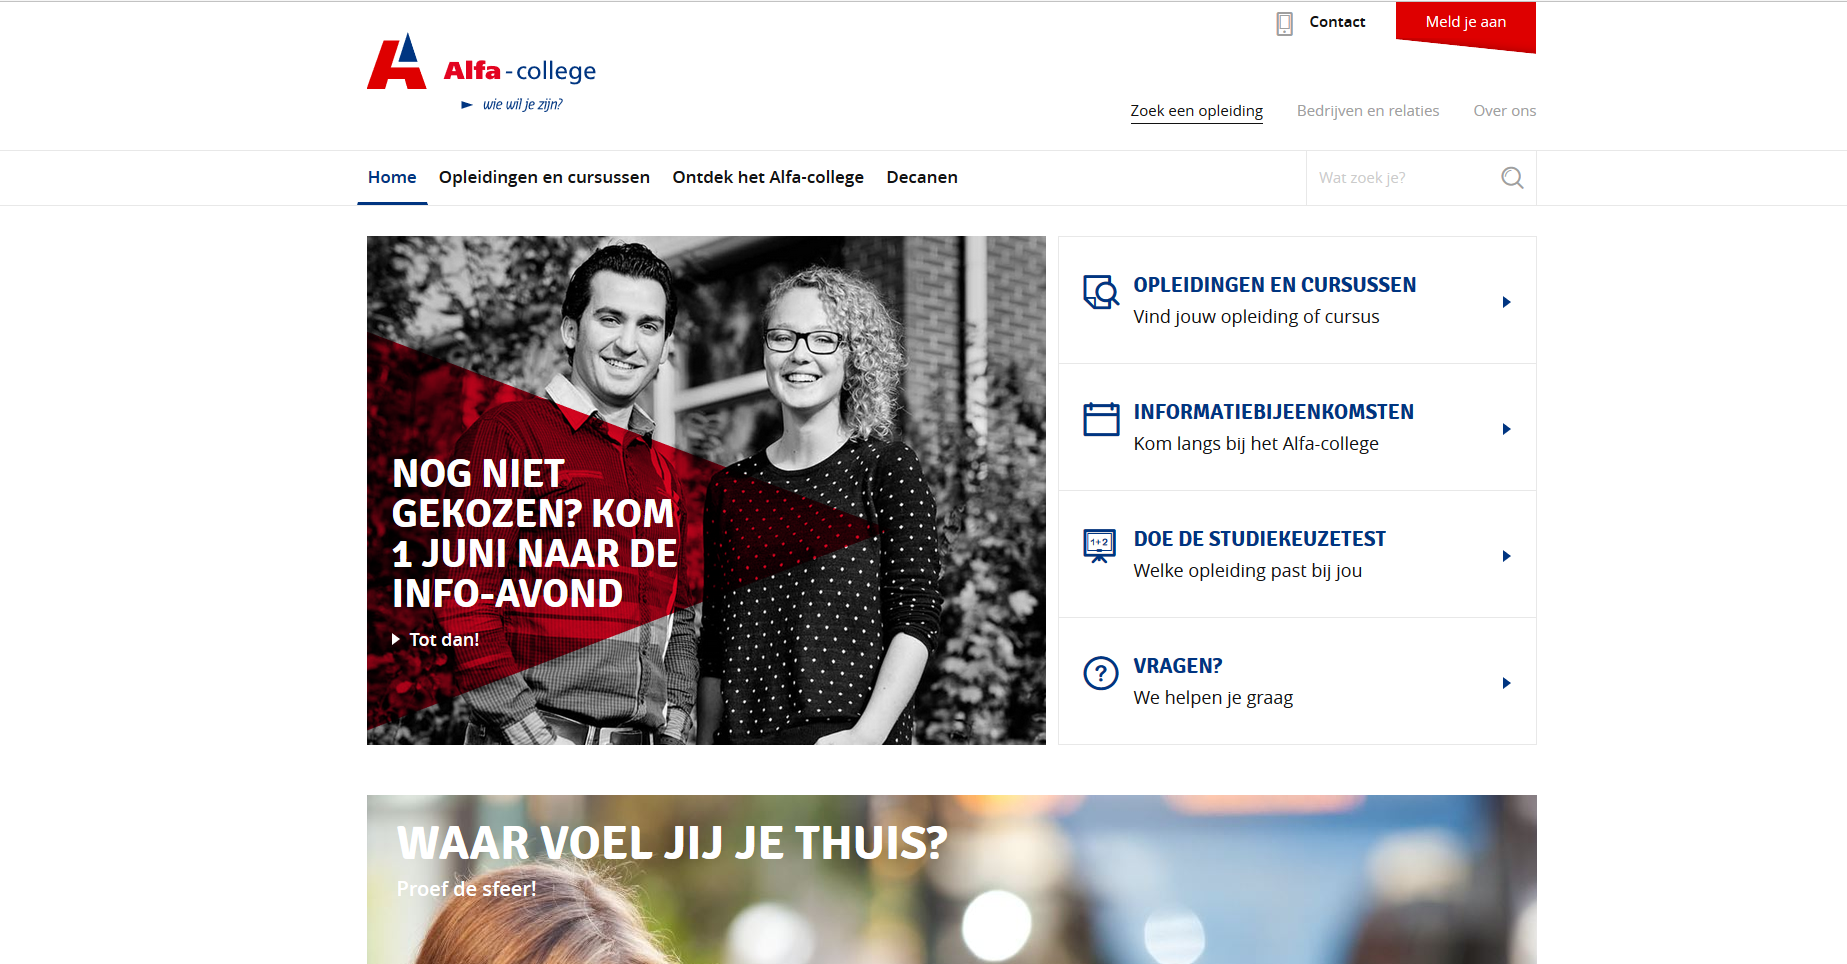 Contact
Meld je aan
Alfa-college
wie wil je zijn?
Zoek een opleiding
Bedrijven en relaties
Over ons
Home
Opleidingen en cursussen
Ontdek het Alfa-college
Decanen
Wat zoek je?
NOG NIET
GEKOZEN? KOM
1 JUNI NAAR DE
INFO-AVOND
Tot dan!
OPLEIDINGEN EN CURSUSSEN
Vind jouw opleiding of cursus
INFORMATIEBIJEENKOMSTEN
Kom langs bij het Alfa-college
1+2
DOE DE STUDIEKEUZETEST
Welke opleiding past bij jou
?
VRAGEN?
We helpen je graag
WAAR VOEL JIJ JE THUIS?
Proef de sfeer!